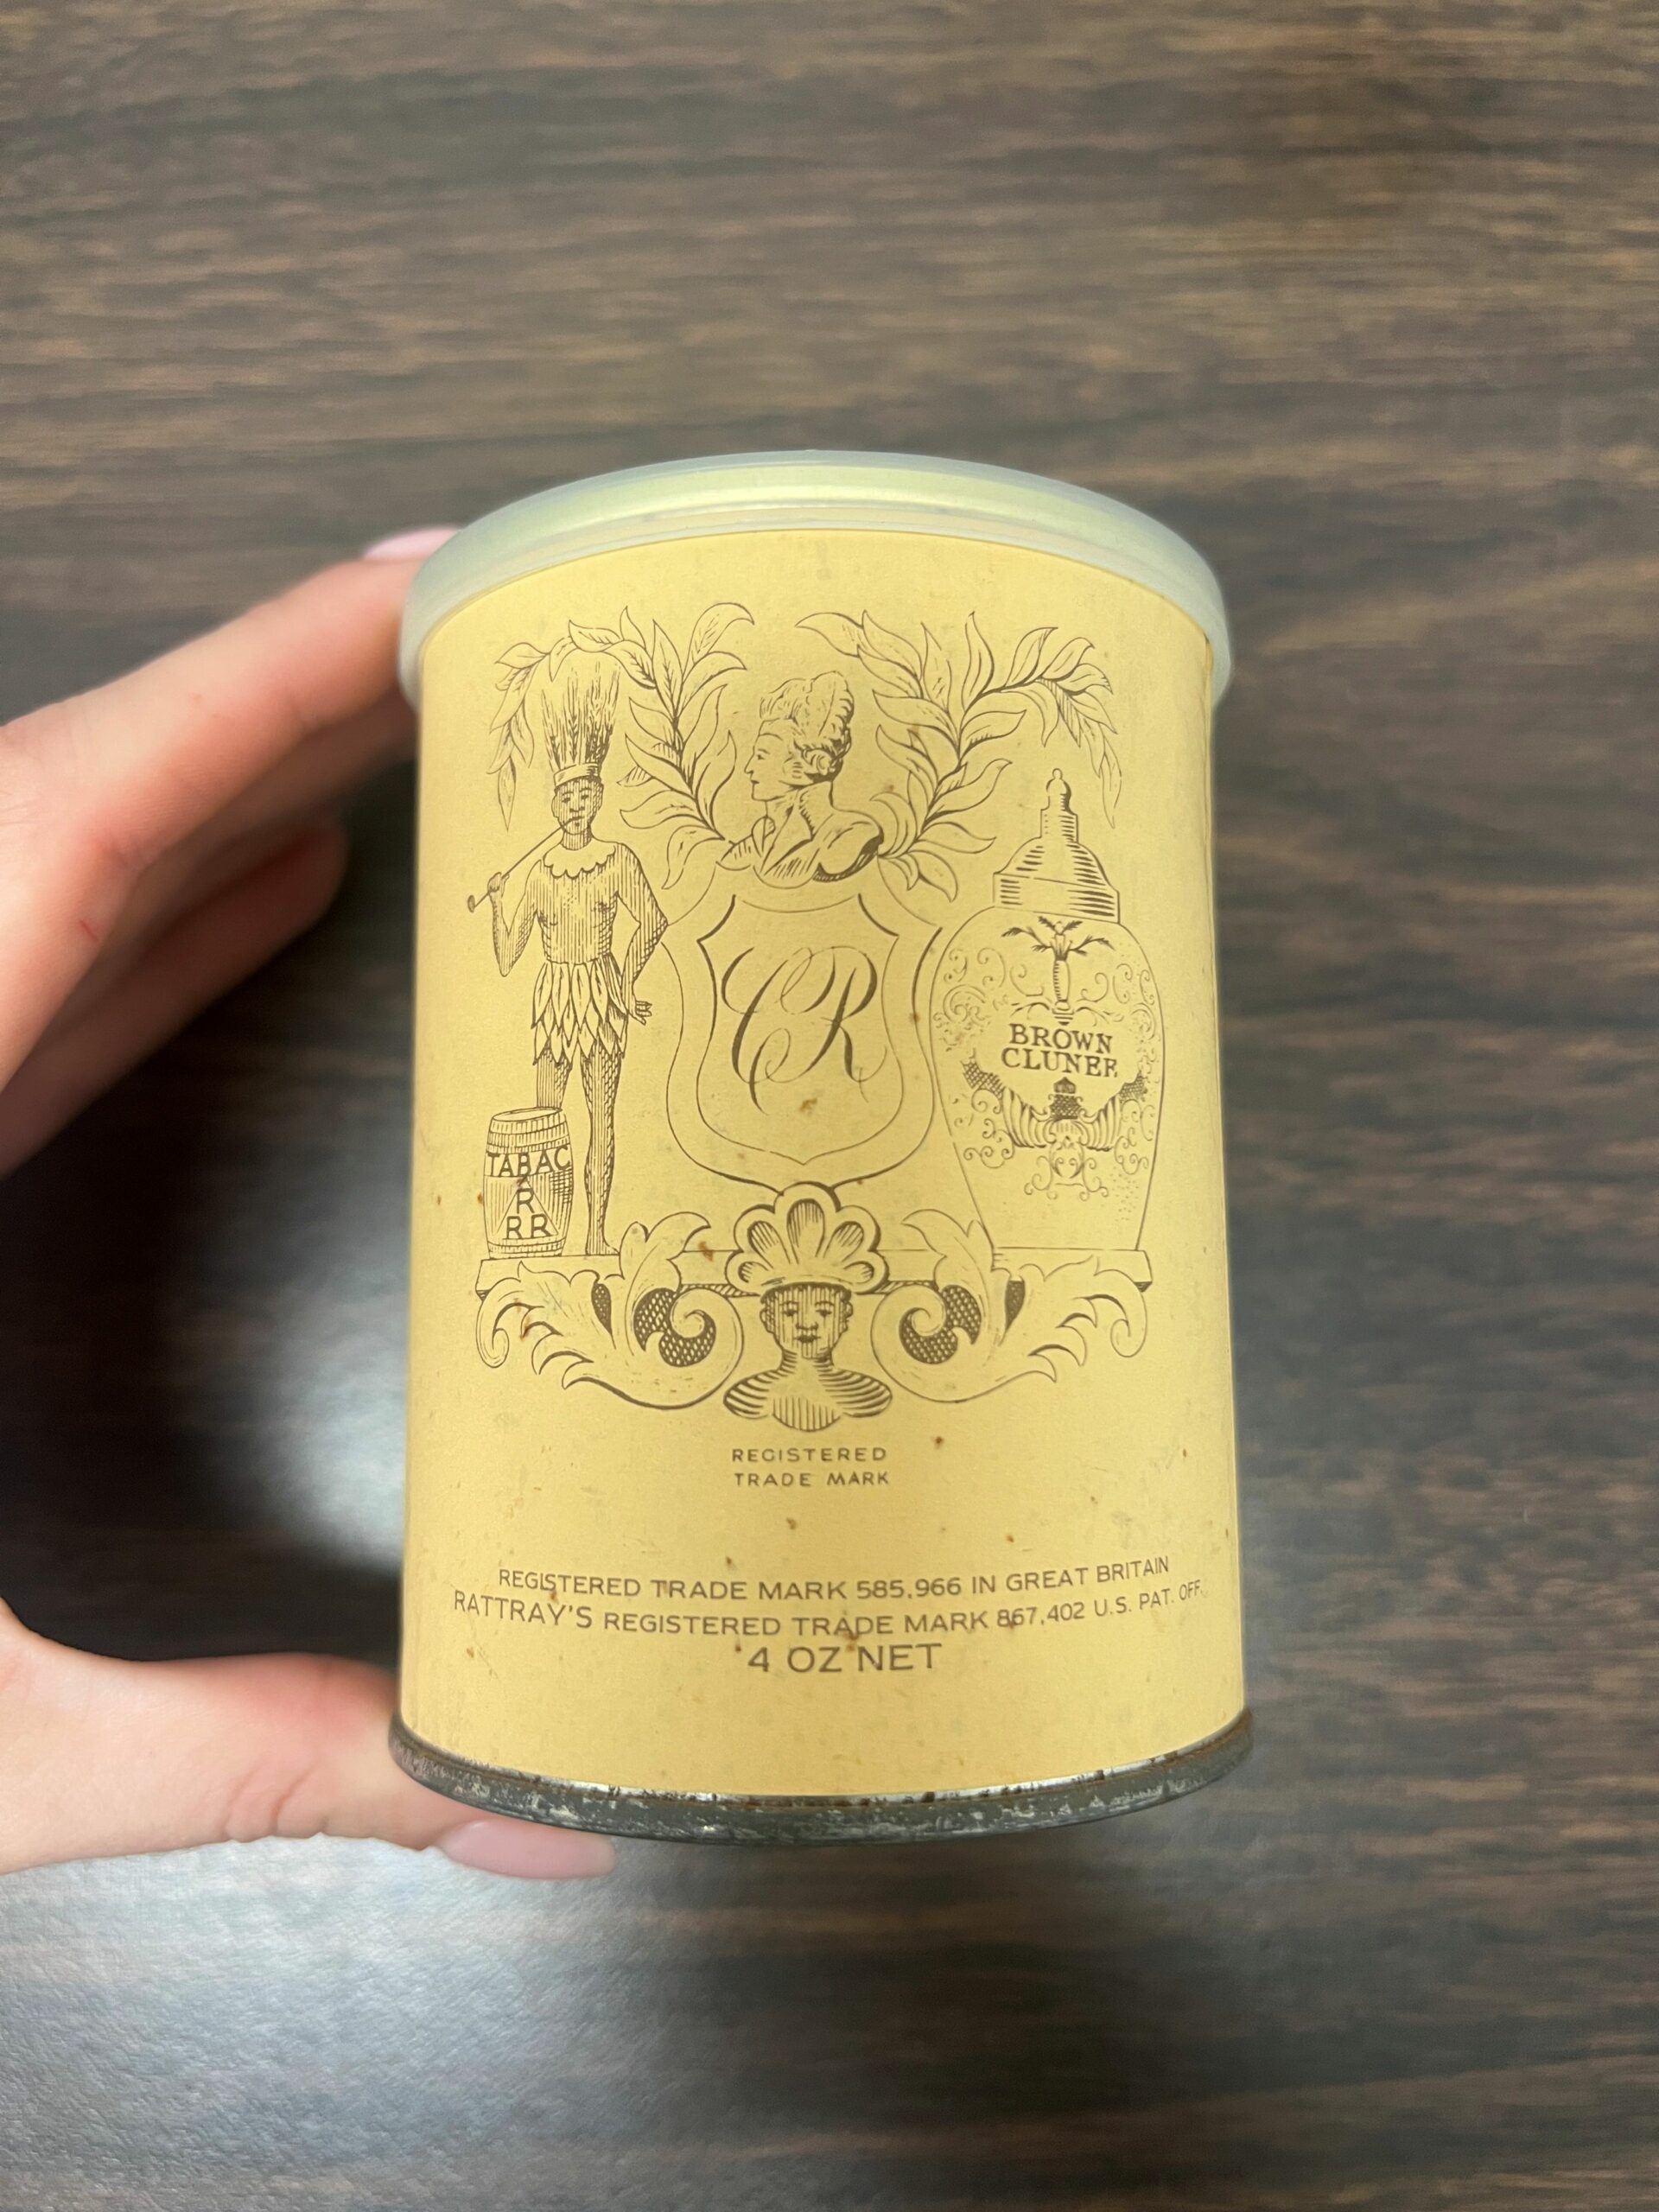 CR
BROWN
CLUNEE
TABAC
R
RR
REGISTERED
TRADE MARK
REGISTERED TRADE MARK 585,966 IN GREAT BRITAIN
RATTRAY'S REGISTERED TRADE MARK 867,402 U.S. PAT. OFF.
4 OZ NET